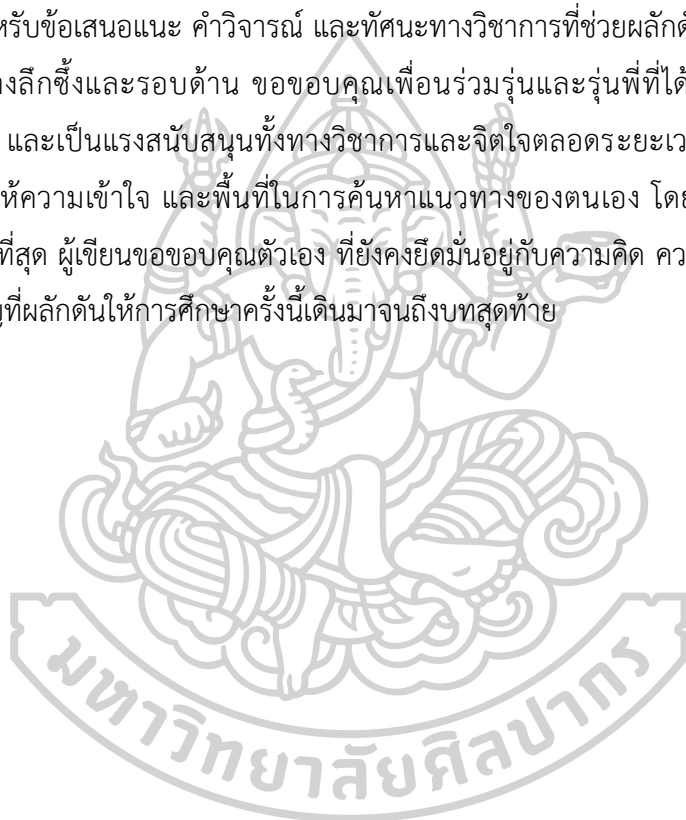 หรับข้อเสนอแนะ คำวิจารณ์ และทัศนะทางวิชาการที่ช่วยผลักดั
างลึกซึ้งและรอบด้าน ขอขอบคุณเพื่อนร่วมรุ่นและรุ่นพี่ที่ได้
และเป็นแรงสนับสนุนทั้งทางวิชาการและจิตใจตลอดระยะเว
ห้ความเข้าใจ และพื้นที่ในการค้นหาแนวทางของตนเอง โดย
ที่สุด ผู้เขียนขอขอบคุณตัวเอง ที่ยังคงยึดมั่นอยู่กับความคิด ควา
ที่ผลักดันให้การศึกษาครั้งนี้เดินมาจนถึงบทสุดท้าย
มหาวิทยาลัยศิลปากร